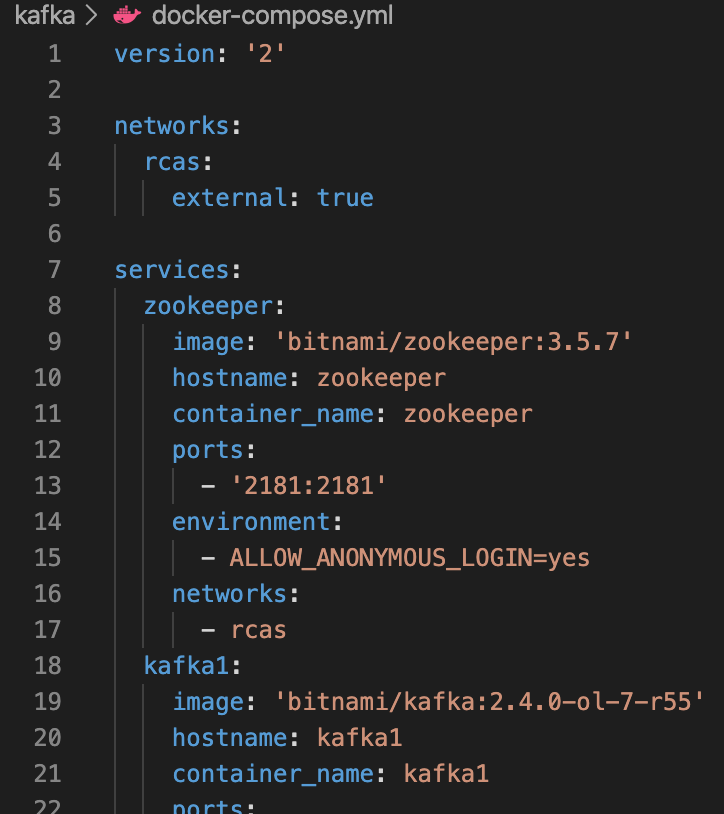 kafka > docker-compose.yml
1 version: '2'
2
3 networks:
4   rcas:
5     external: true
6
7 services:
8   zookeeper:
9     image: 'bitnami/zookeeper:3.5.7'
10     hostname: zookeeper
11     container_name: zookeeper
12     ports:
13       - '2181:2181'
14     environment:
15       - ALLOW_ANONYMOUS_LOGIN=yes
16     networks:
17       - rcas
18   kafka1:
19     image: 'bitnami/kafka:2.4.0-ol-7-r55'
20     hostname: kafka1
21     container_name: kafka1
22     ports: